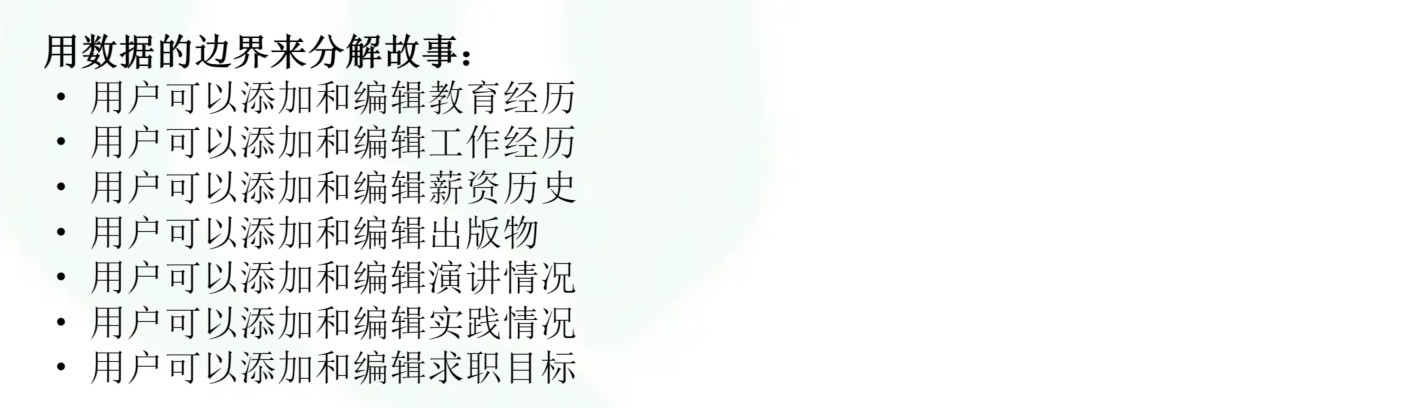 用数据的边界来分解故事：
• 用户可以添加和编辑教育经历
• 用户可以添加和编辑工作经历
• 用户可以添加和编辑薪资历史
• 用户可以添加和编辑出版物
• 用户可以添加和编辑演讲情况
• 用户可以添加和编辑实践情况
• 用户可以添加和编辑求职目标